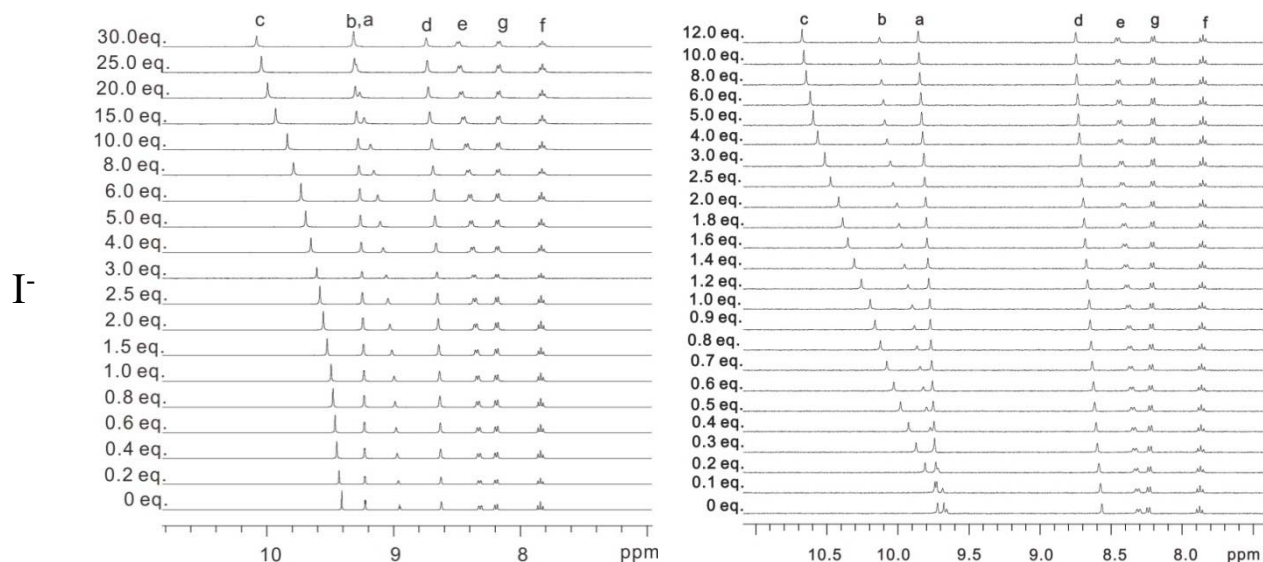 c b,a d e g f
30.0eq.
25.0 eq.
20.0 eq.
15.0 eq.
10.0 eq.
8.0 eq.
6.0 eq.
5.0 eq.
4.0 eq.
3.0 eq.
2.5 eq.
2.0 eq.
1.5 eq.
1.0 eq.
0.8 eq.
0.6 eq.
0.4 eq.
0.2 eq.
0 eq.
10 9 8 ppm
I-
c b a d e g f
12.0 eq.
10.0 eq.
8.0 eq.
6.0 eq.
5.0 eq.
4.0 eq.
3.0 eq.
2.5 eq.
2.0 eq.
1.8 eq.
1.6 eq.
1.4 eq.
1.2 eq.
1.0 eq.
0.9 eq.
0.8 eq.
0.7 eq.
0.6 eq.
0.5 eq.
0.4 eq.
0.3 eq.
0.2 eq.
0.1 eq.
0 eq.
10.5 10.0 9.5 9.0 8.5 8.0 ppm